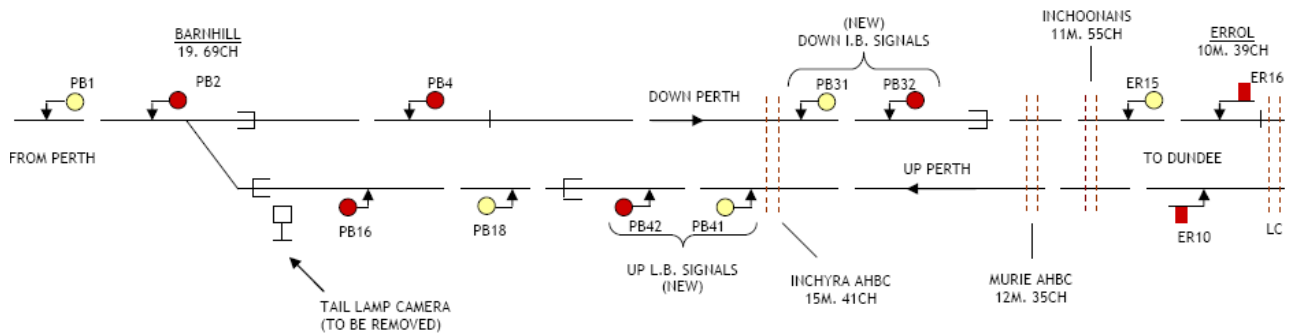 BARNHILL
19. 69CH
(NEW)
DOWN I.B. SIGNALS
INCHOONANS
11M. 55CH
ERROL
10M. 39CH
PB1
PB2
PB4
PB31
PB32
ER15
ER16
DOWN PERTH
FROM PERTH
UP PERTH
TO DUNDEE
PB16
PB18
PB42
PB41
ER10
LC
UP L.B. SIGNALS
(NEW)
INCHYRA AHBC
15M. 41CH
MURIE AHBC
12M. 35CH
TAIL LAMP CAMERA
(TO BE REMOVED)